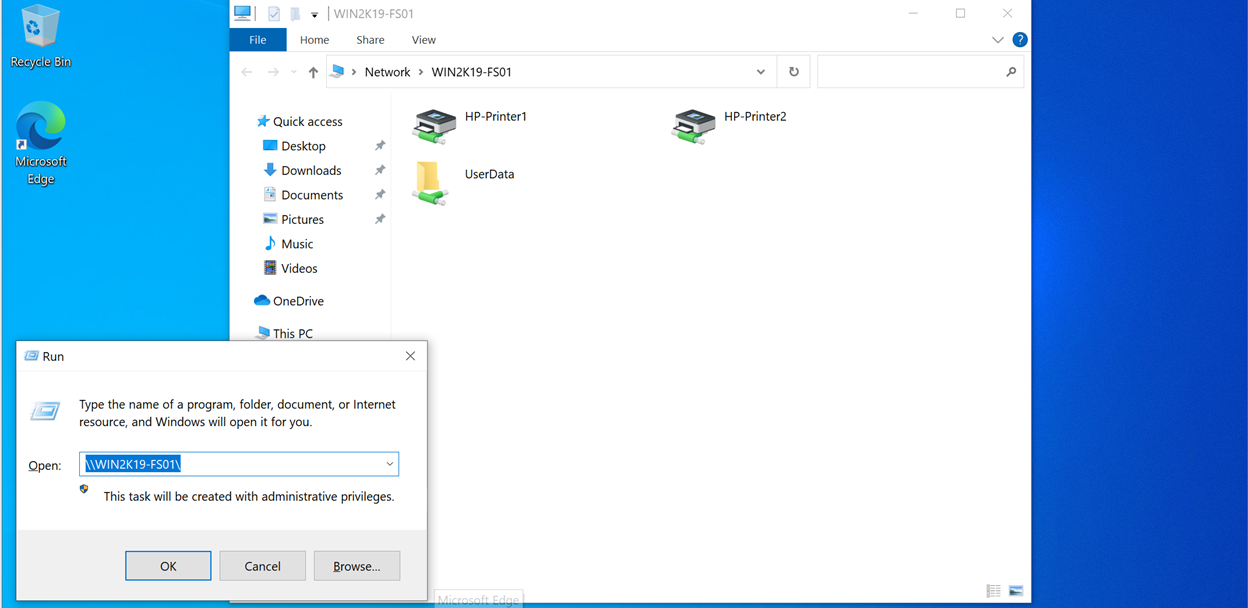 Recycle Bin
Microsoft
Edge
WIN2K19-FS01
File Home Share View
Network WIN2K19-FS01
Quick access
Desktop
Downloads
Documents
Pictures
Music
Videos
OneDrive
This PC
HP-Printer1
HP-Printer2
UserData
Run
Type the name of a program, folder, document, or Internet
resource, and Windows will open it for you.
Open: \\WIN2K19-FS01\
This task will be created with administrative privileges.
OK Cancel Browse...
Microsoft Edge